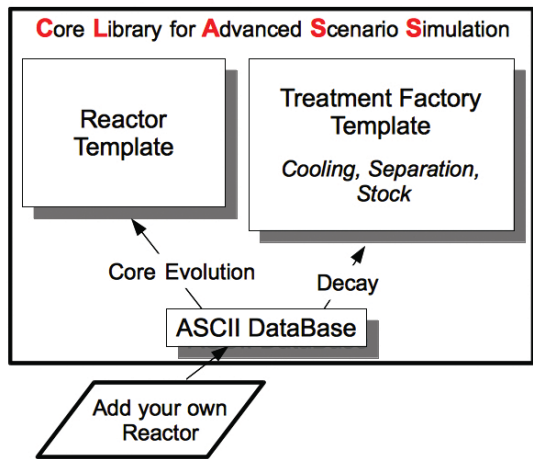 Core Library for Advanced Scenario Simulation
Reactor
Template
Treatment Factory
Template
Cooling, Separation,
Stock
Core Evolution
Decay
ASCII DataBase
Add your own
Reactor